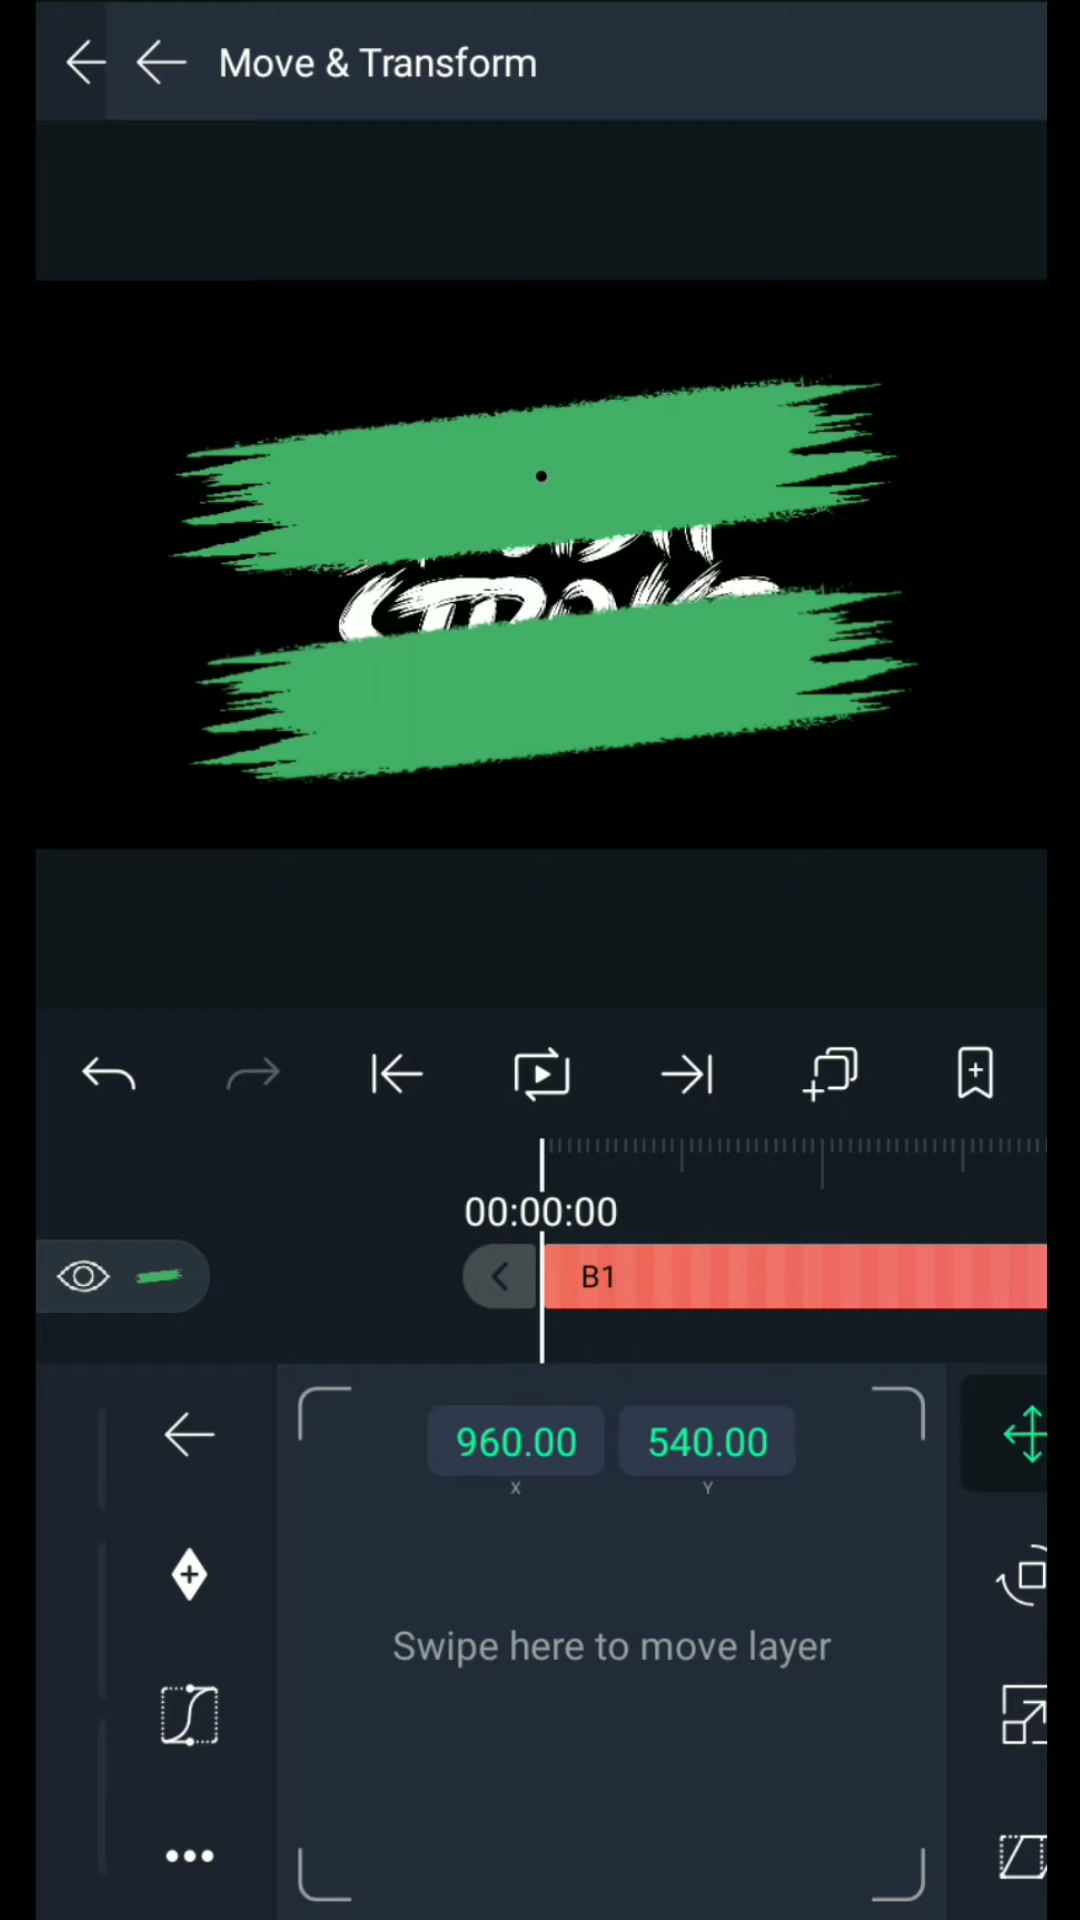 Move & Transform
00:00:00
B1
960.00 540.00
X Y
Swipe here to move layer